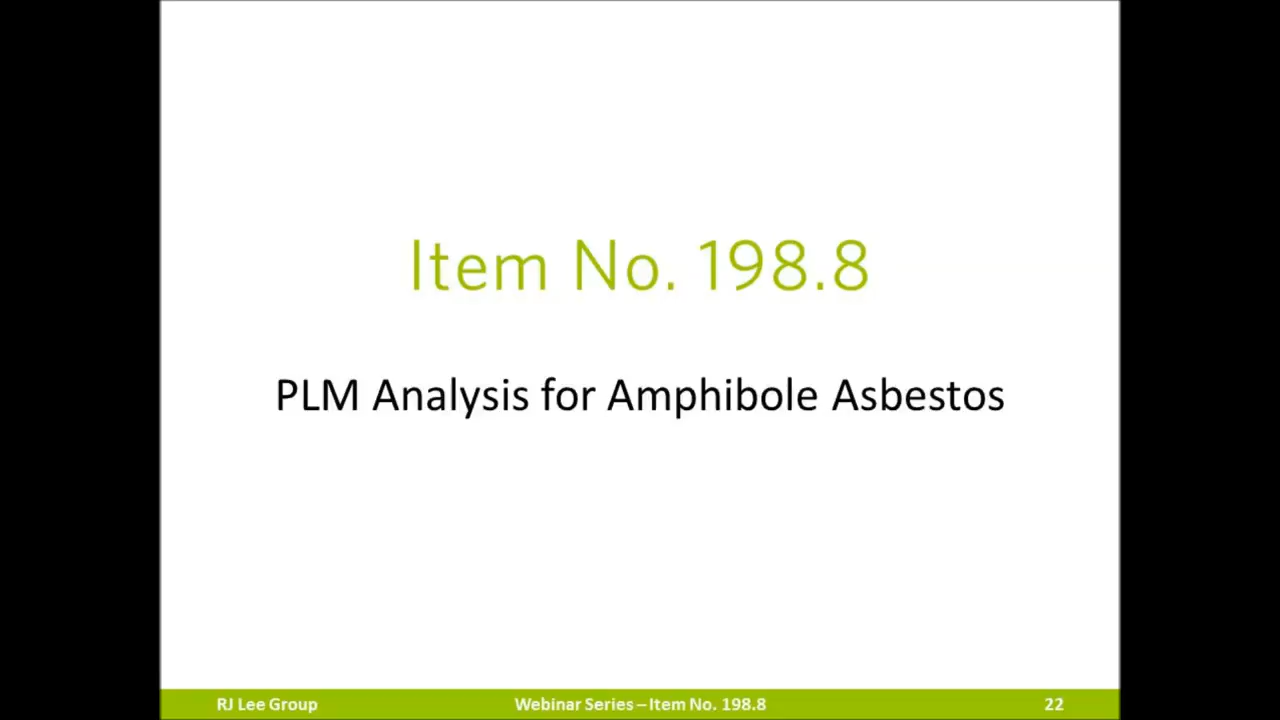 Item No. 198.8
PLM Analysis for Amphibole Asbestos
RJ Lee Group
Webinar Series – Item No. 198.8
22